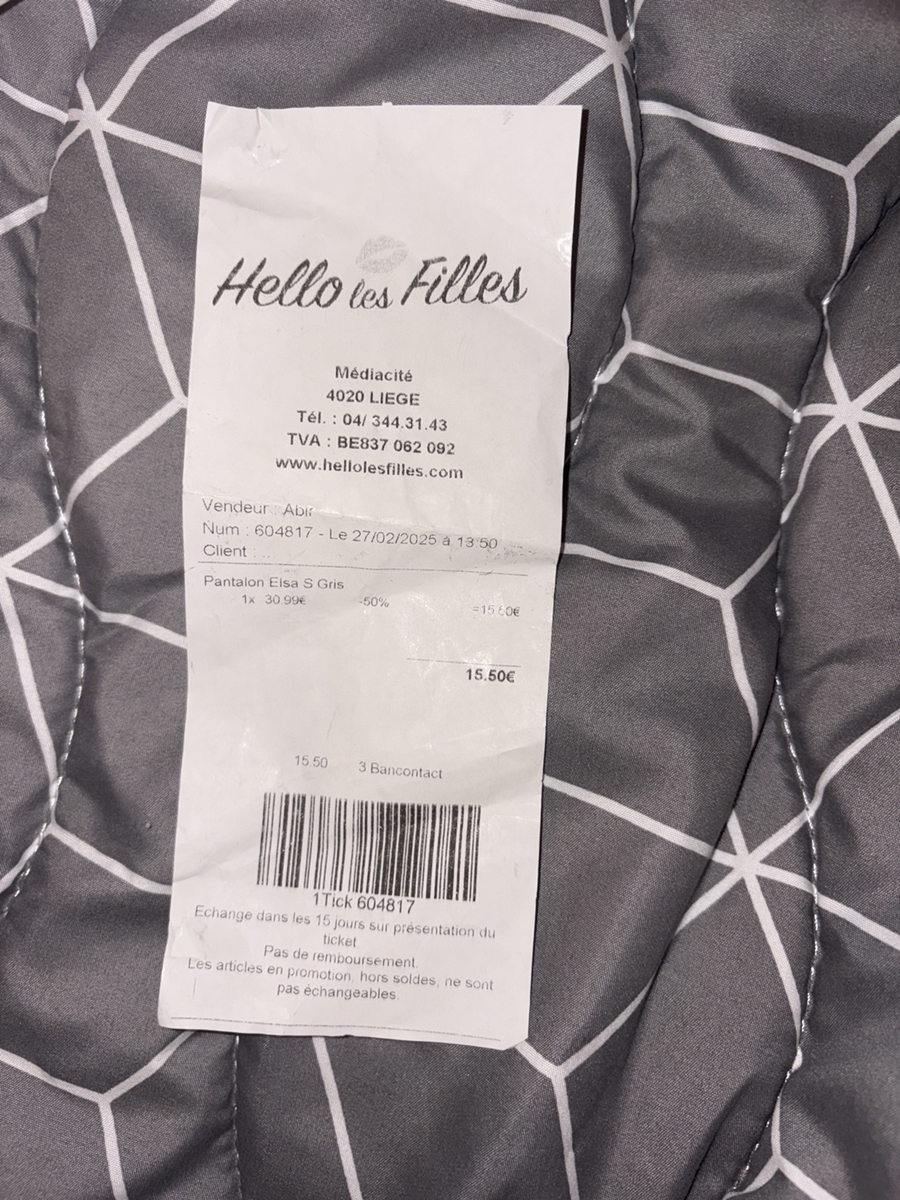 Hello les Filles
Médiacité
4020 LIEGE
Tél. : 04/ 344.31.43
TVA : BE837 062 092
www.hellolesfilles.com
Vendeur : Abir
Num : 604817 - Le 27/02/2025 à 13:50
Client : ...
Pantalon Elsa S Gris
1x 30.99€ -50% =15.50€
15.50€
15.50 3 Bancontact
1Tick 604817
Echange dans les 15 jours sur présentation du
ticket
Pas de remboursement.
Les articles en promotion, hors soldes, ne sont
pas échangeables.